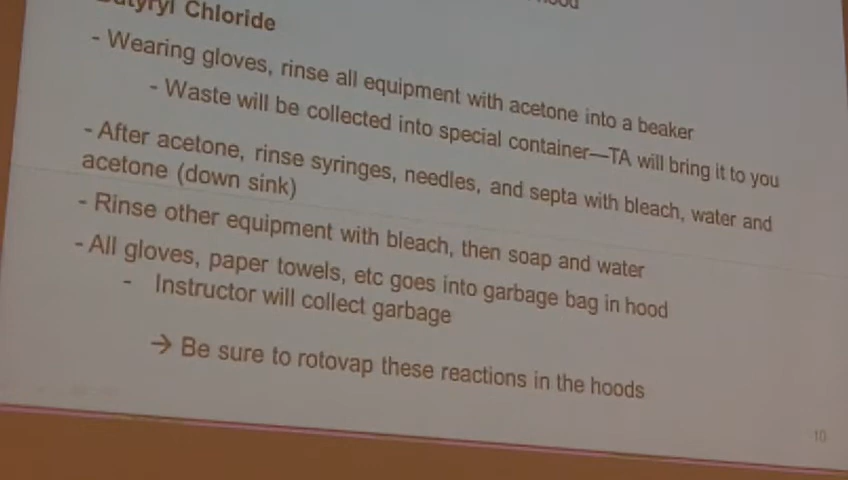 Chloride
- Wearing gloves, rinse all equipment with acetone into a beaker
- Waste will be collected into special container—TA will bring it to you
- After acetone, rinse syringes, needles, and septa with bleach, water and
acetone (down sink)
- Rinse other equipment with bleach, then soap and water
- All gloves, paper towels, etc goes into garbage bag in hood
- Instructor will collect garbage
→ Be sure to rotovap these reactions in the hoods
10